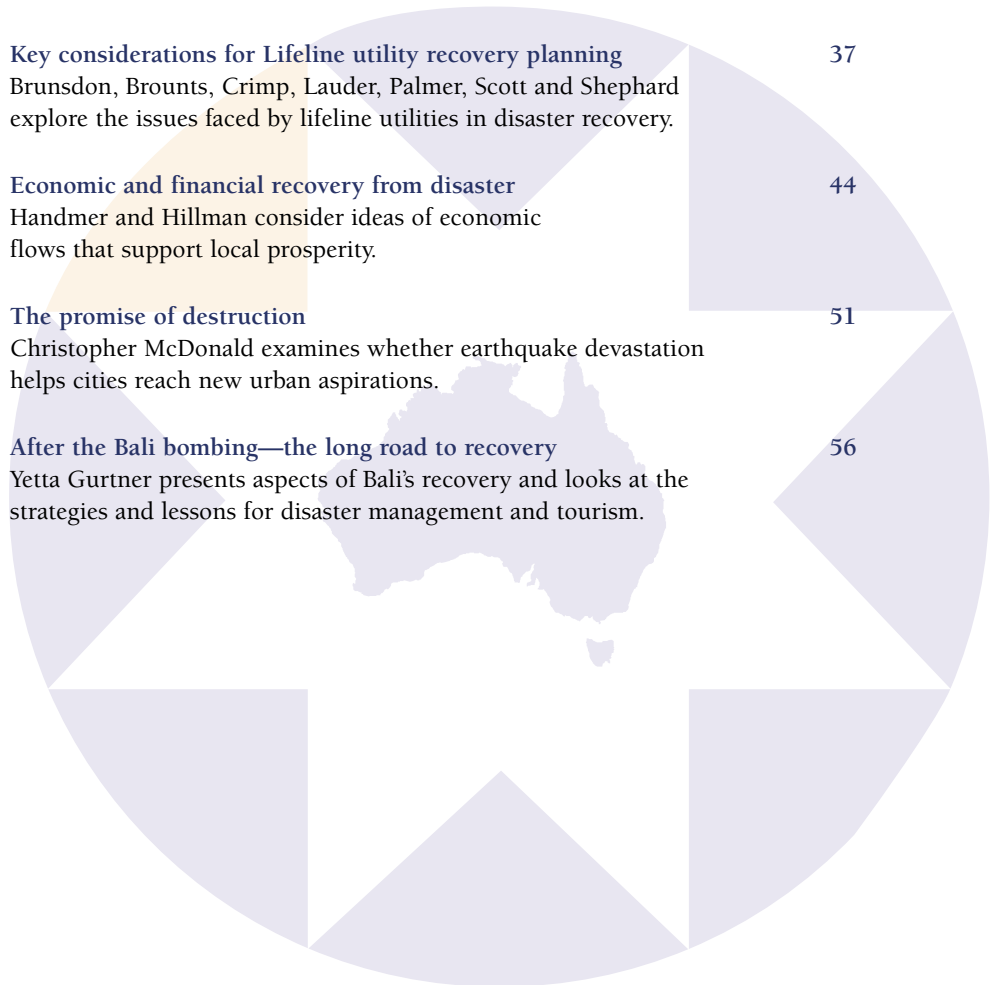 Key considerations for Lifeline utility recovery planning 37
Brunsdon, Brounts, Crimp, Lauder, Palmer, Scott and Shephard
explore the issues faced by lifeline utilities in disaster recovery.
Economic and financial recovery from disaster 44
Handmer and Hillman consider ideas of economic
flows that support local prosperity.
The promise of destruction 51
Christopher McDonald examines whether earthquake devastation
helps cities reach new urban aspirations.
After the Bali bombing—the long road to recovery 56
Yetta Gurtner presents aspects of Bali’s recovery and looks at the
strategies and lessons for disaster management and tourism.